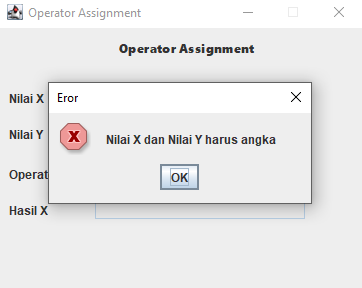 Operator Assignment
Operator Assignment
Eror
Nilai X
Nilai X dan Nilai Y harus angka
Nilai Y
Operat
OK
Hasil X